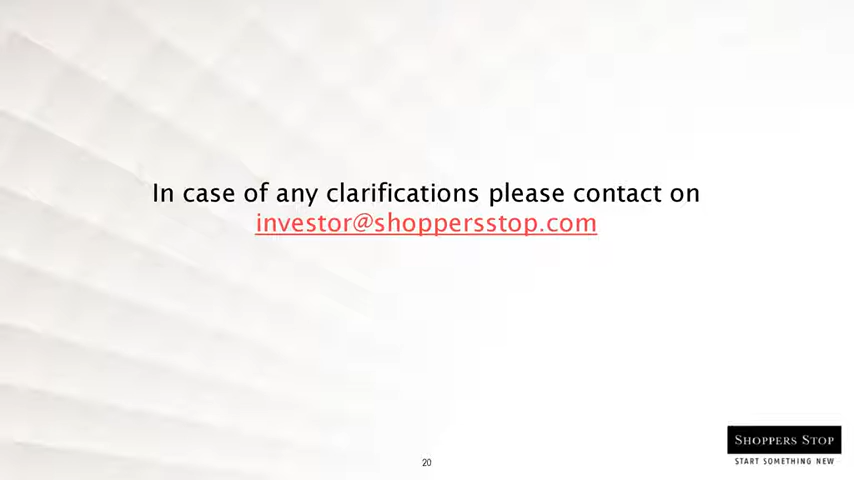 In case of any clarifications please contact on
investor@shoppersstop.com
SHOPPERS STOP
START SOMETHING NEW
20